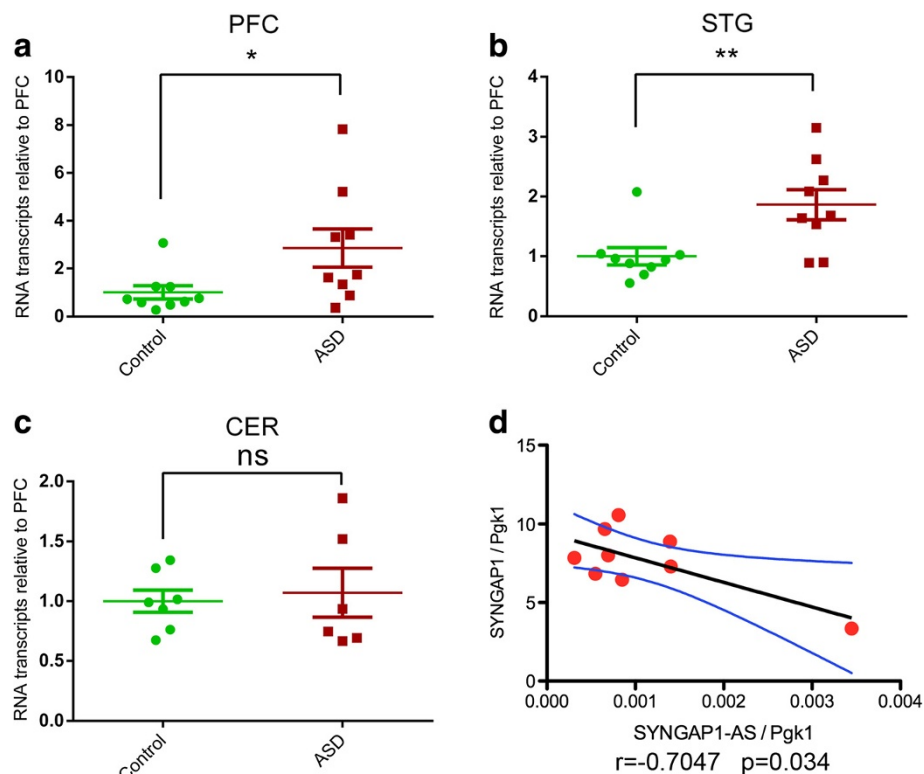 a
PFC
*
RNA transcripts relative to PFC
10
8
6
4
2
0
Control
ASD
b
STG
**
RNA transcripts relative to PFC
4
3
2
1
0
Control
ASD
c
CER
ns
RNA transcripts relative to PFC
2.0
1.5
1.0
0.5
0.0
Control
ASD
d
SYNGAP1 / Pgk1
15
10
5
0
0.000
0.001
0.002
0.003
0.004
SYNGAP1-AS / Pgk1
r=-0.7047 p=0.034